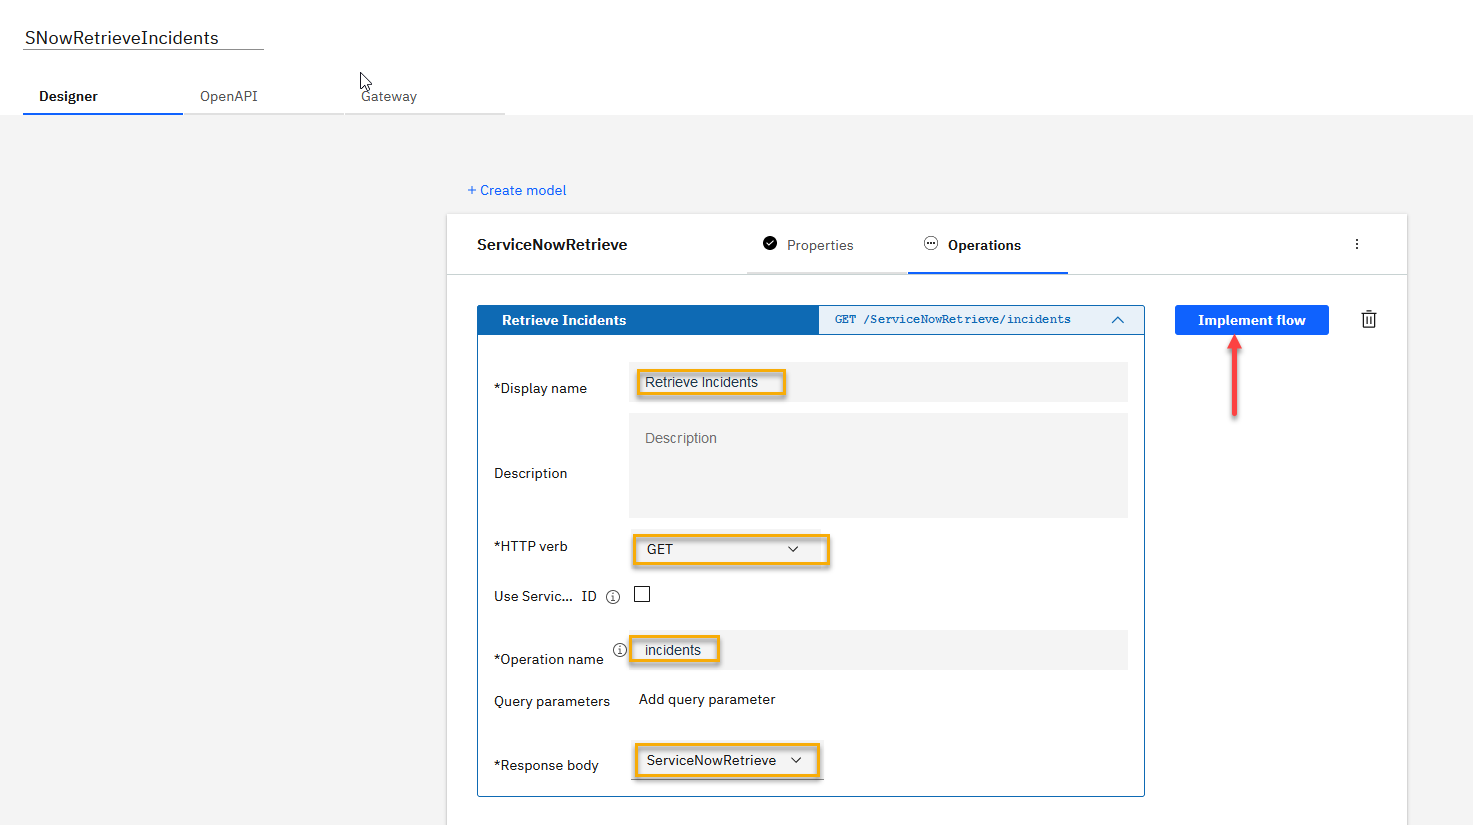 SNowRetrieveIncidents
Designer OpenAPI Gateway
+ Create model
ServiceNowRetrieve Properties Operations
Retrieve Incidents GET /ServiceNowRetrieve/incidents Implement flow
*Display name Retrieve Incidents
Description
Description
*HTTP verb GET
Use Servic... ID
*Operation name incidents
Query parameters Add query parameter
*Response body ServiceNowRetrieve